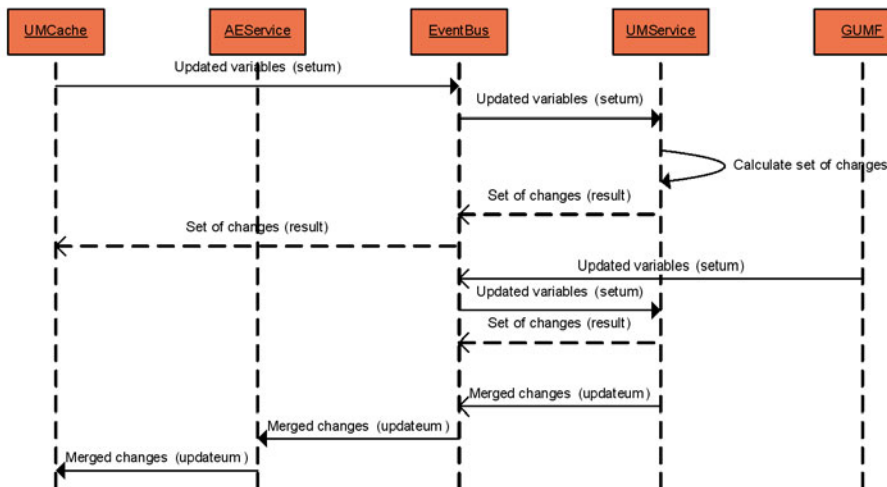 UMCache
AEService
EventBus
UMService
GUMF
Updated variables (setum)
Updated variables (setum)
Calculate set of changes
Set of changes (result)
Set of changes (result)
Updated variables (setum)
Updated variables (setum)
Set of changes (result)
Merged changes (updateum)
Merged changes (updateum)
Merged changes (updateum)